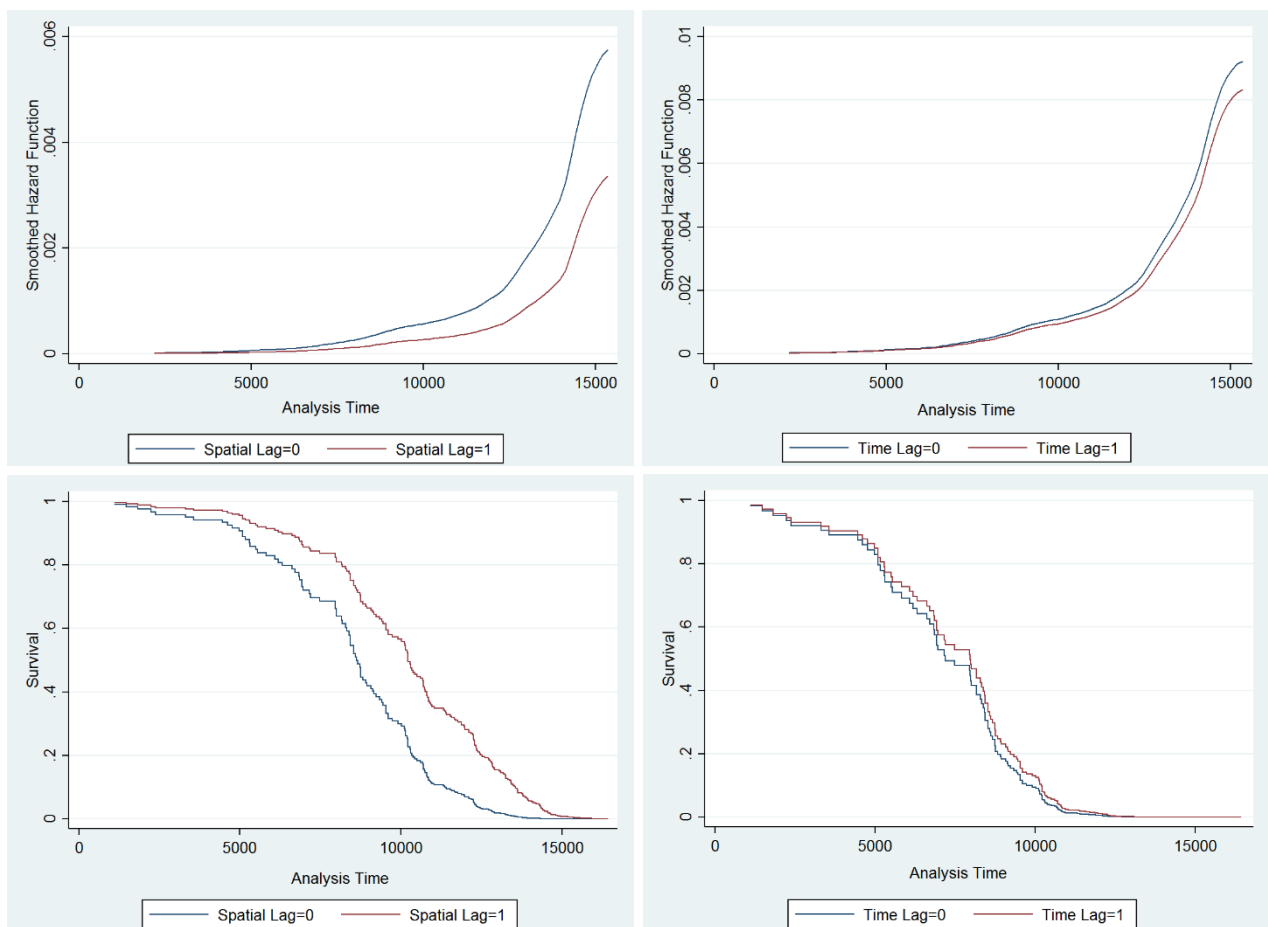 Smoothed Hazard Function
.006
.004
.002
0
0 5000 10000 15000
Analysis Time
Spatial Lag=0 Spatial Lag=1
Smoothed Hazard Function
.01
.008
.006
.004
.002
0
0 5000 10000 15000
Analysis Time
Time Lag=0 Time Lag=1
Survival
1
.8
.6
.4
.2
0
0 5000 10000 15000
Analysis Time
Spatial Lag=0 Spatial Lag=1
Survival
1
.8
.6
.4
.2
0
0 5000 10000 15000
Analysis Time
Time Lag=0 Time Lag=1